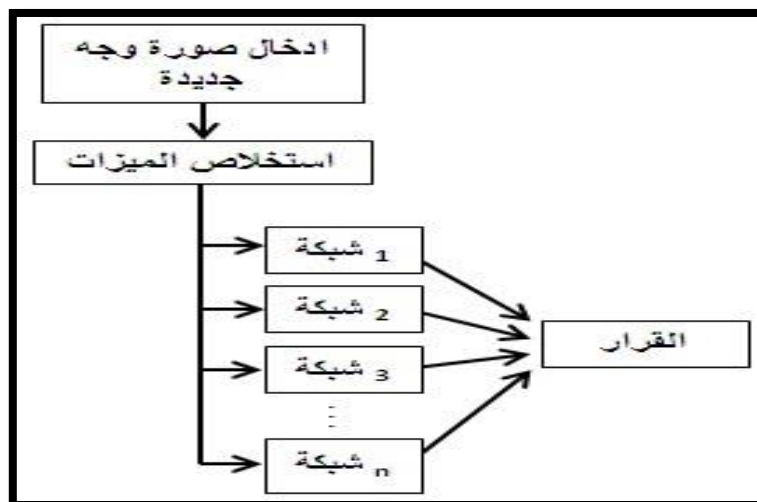 ادخال صورة وجه
جديدة
استخلاص الميزات
شبكة 1
شبكة 2
شبكة 3
شبكة n
القرار